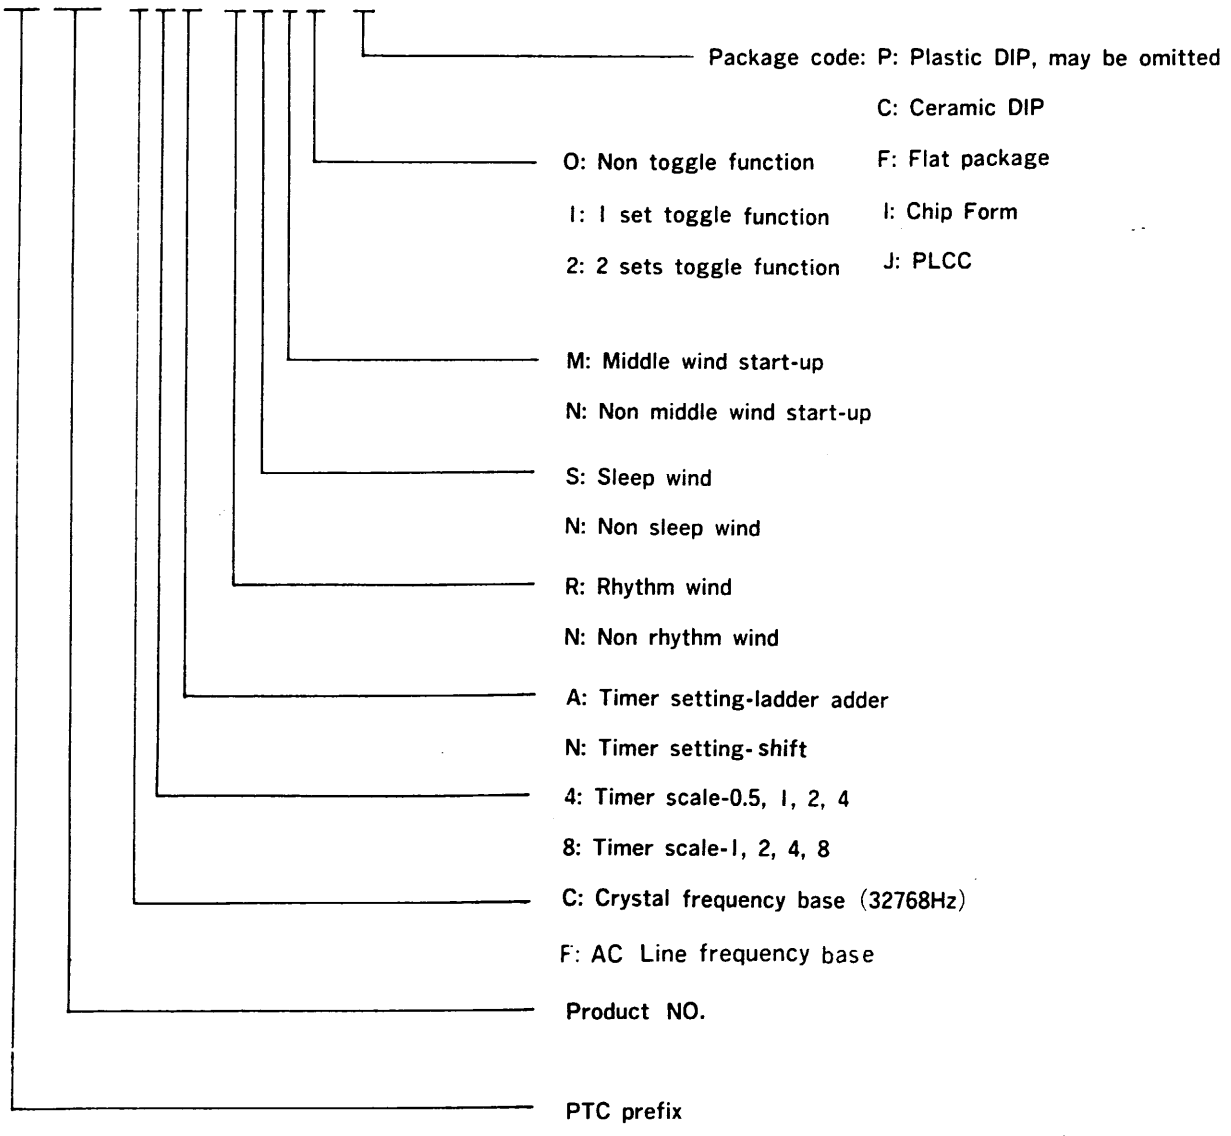 Package code: P: Plastic DIP, may be omitted
C: Ceramic DIP
O: Non toggle function
F: Flat package
I: I set toggle function
I: Chip Form
2: 2 sets toggle function
J: PLCC
M: Middle wind start-up
N: Non middle wind start-up
S: Sleep wind
N: Non sleep wind
R: Rhythm wind
N: Non rhythm wind
A: Timer setting-ladder adder
N: Timer setting-shift
4: Timer scale-0.5, I, 2, 4
8: Timer scale-I, 2, 4, 8
C: Crystal frequency base (32768Hz)
F: AC Line frequency base
Product NO.
PTC prefix